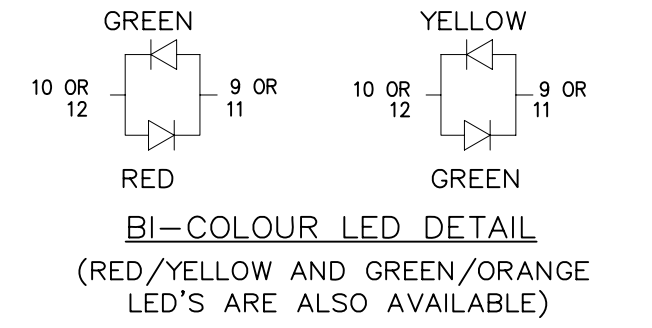 GREEN
10 OR
12
9 OR
11
RED
YELLOW
10 OR
12
9 OR
11
GREEN
BI-COLOUR LED DETAIL
(RED/YELLOW AND GREEN/ORANGE
LED'S ARE ALSO AVAILABLE)